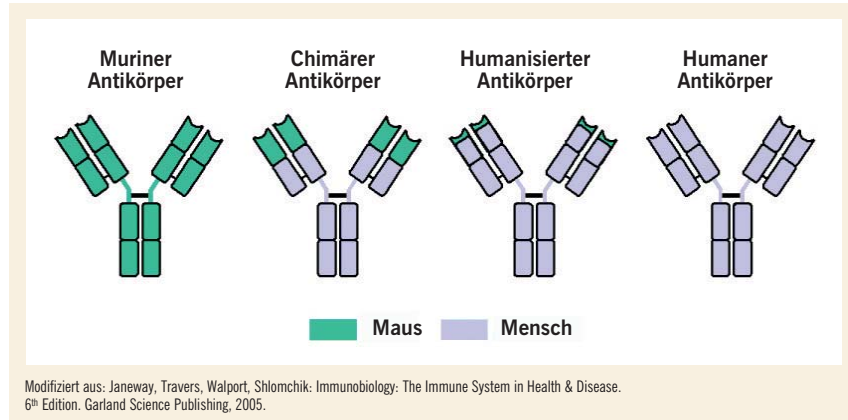 Muriner
Antikörper
Chimärer
Antikörper
Humanisierter
Antikörper
Humaner
Antikörper
Maus
Mensch
Modifiziert aus: Janeway, Travers, Walport, Shlomchik: Immunobiology: The Immune System in Health & Disease.
6th Edition. Garland Science Publishing, 2005.